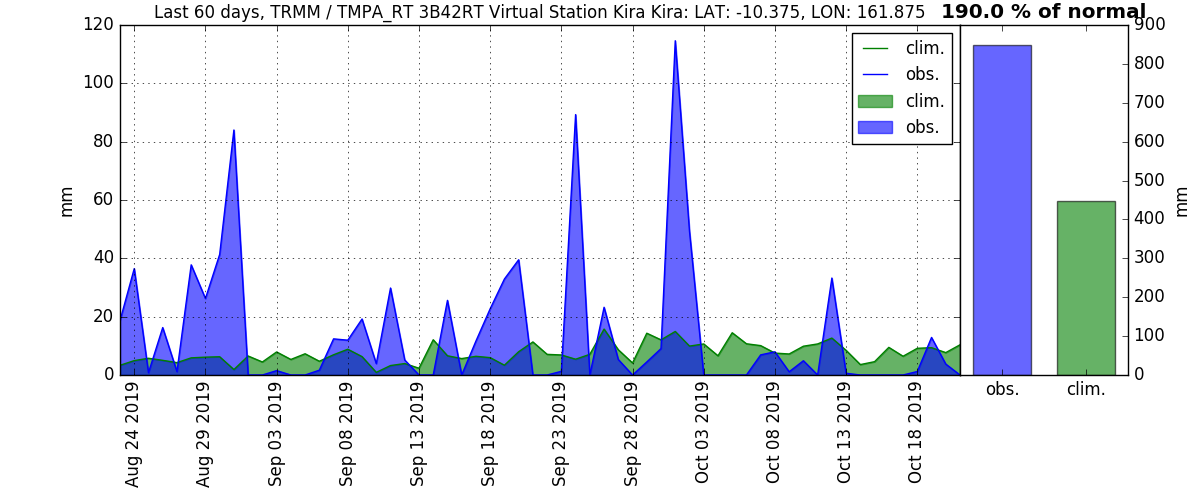 Last 60 days, TRMM / TMPA_RT 3B42RT Virtual Station Kira Kira: LAT: -10.375, LON: 161.875 190.0 % of normal
120
100
80
60
40
20
0
mm
clim.
obs.
clim.
obs.
900
800
700
600
500
400
300
200
100
0
mm
Aug 24 2019
Aug 29 2019
Sep 03 2019
Sep 08 2019
Sep 13 2019
Sep 18 2019
Sep 23 2019
Sep 28 2019
Oct 03 2019
Oct 08 2019
Oct 13 2019
Oct 18 2019
obs.
clim.